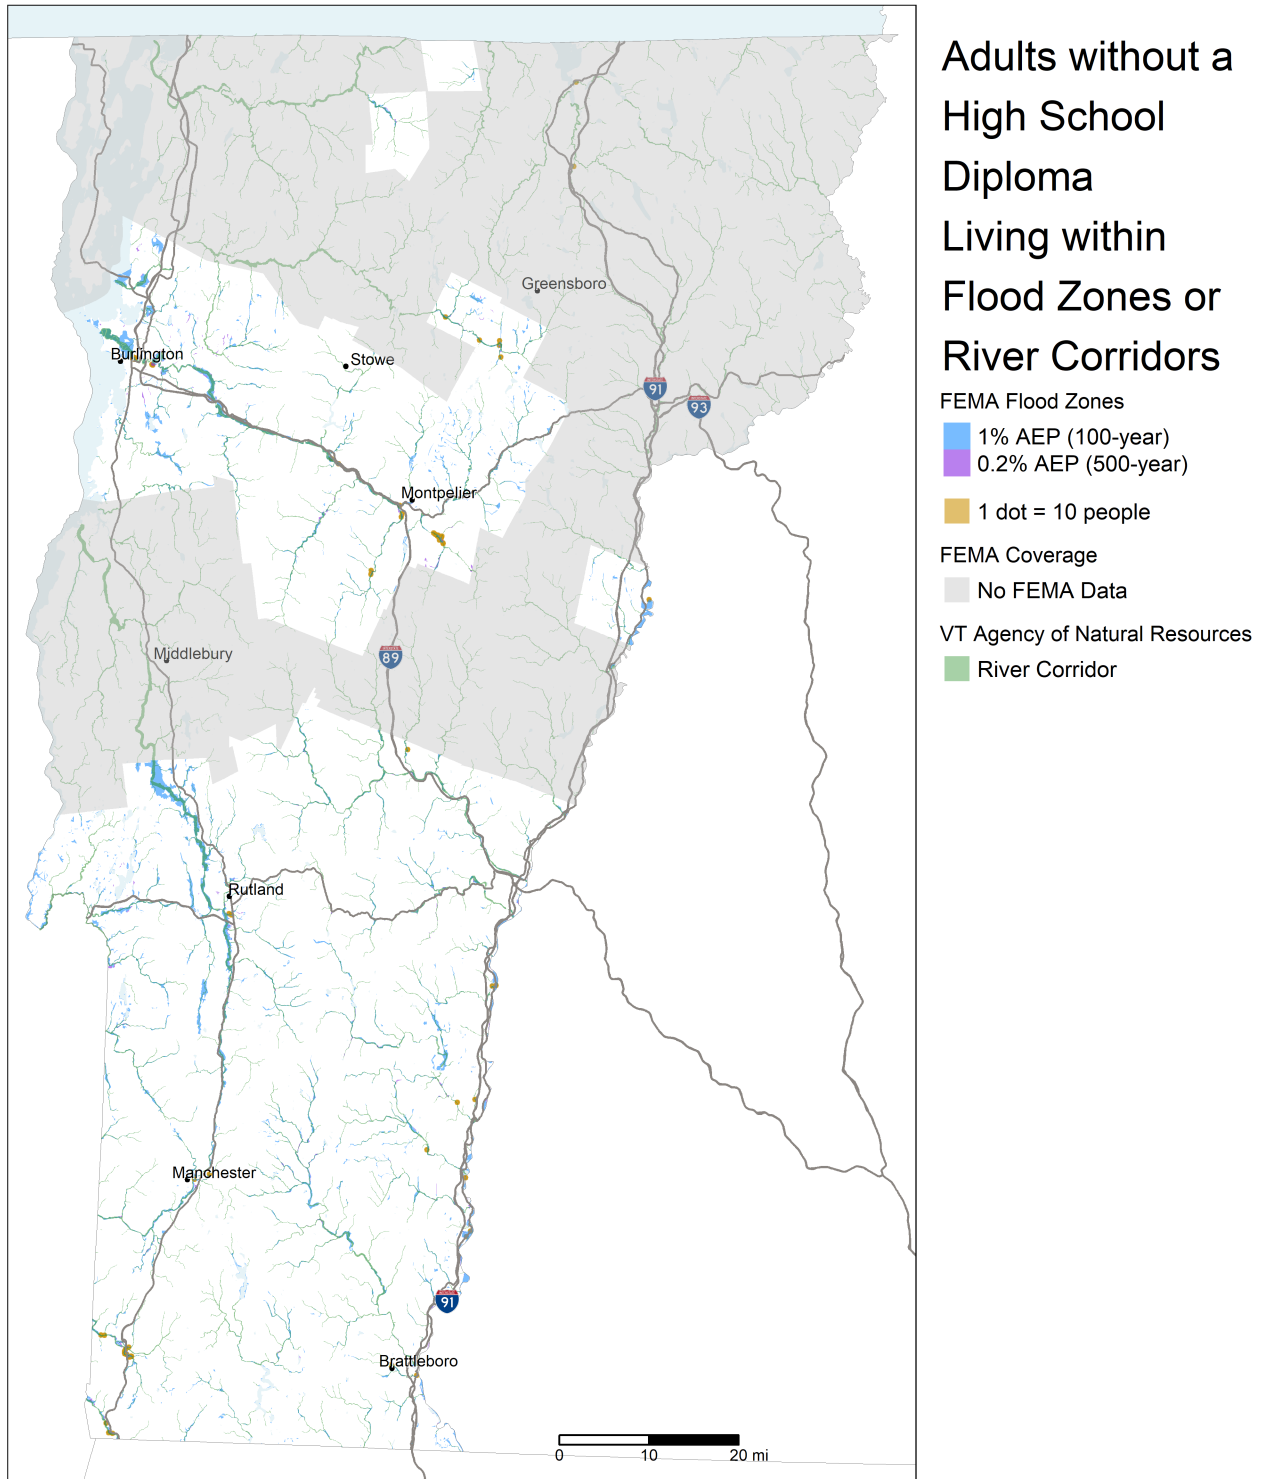 Adults without a
High School
Diploma
Living within
Flood Zones or
River Corridors
FEMA Flood Zones
1% AEP (100-year)
0.2% AEP (500-year)
1 dot = 10 people
FEMA Coverage
No FEMA Data
VT Agency of Natural Resources
River Corridor
Greensboro
Burlington
Stowe
91
93
Montpelier
Middlebury
89
Rutland
Manchester
91
Brattleboro
0 10 20 mi